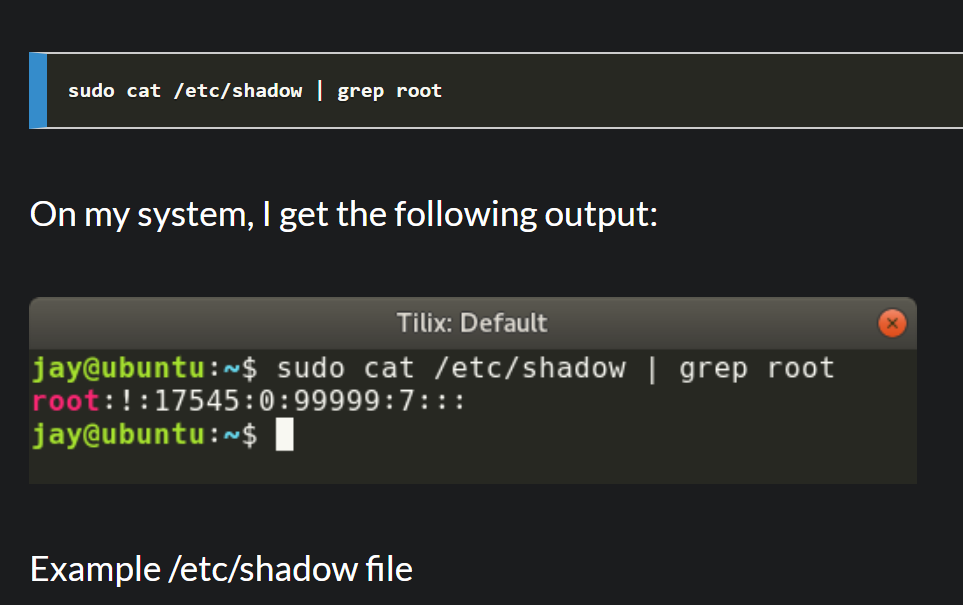 sudo cat /etc/shadow | grep root
On my system, I get the following output:
Tilix: Default
jay@ubuntu:~$ sudo cat /etc/shadow | grep root
root:!:17545:0:99999:7:::
jay@ubuntu:~$
Example /etc/shadow file